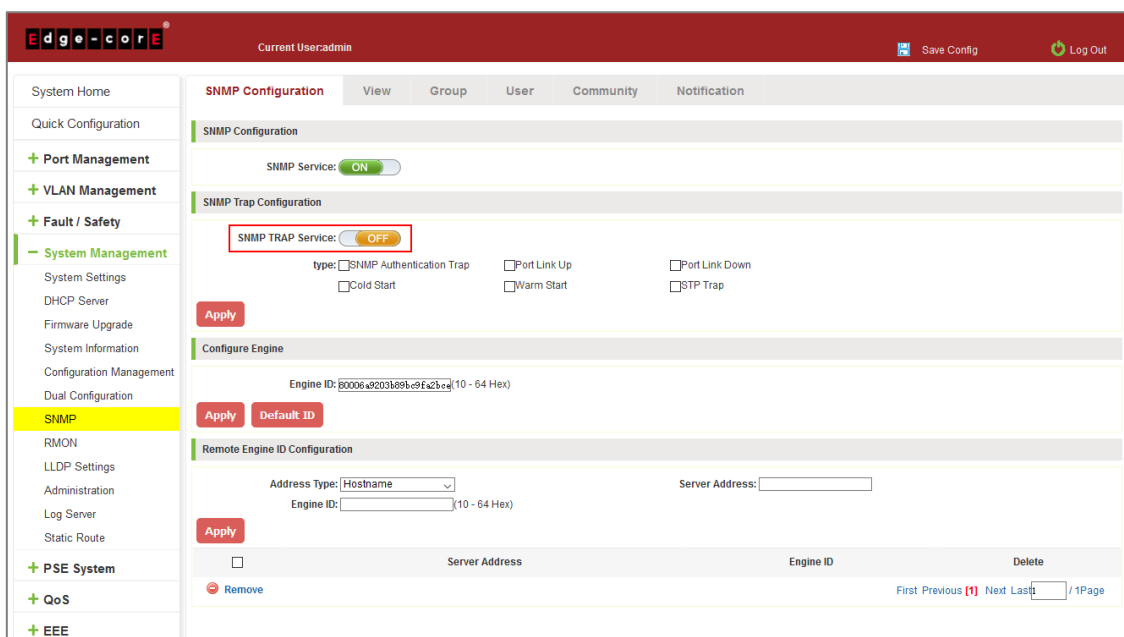 Edge-corE®
Current User:admin
Save Config
Log Out
System Home
Quick Configuration
+ Port Management
+ VLAN Management
+ Fault / Safety
− System Management
System Settings
DHCP Server
Firmware Upgrade
System Information
Configuration Management
Dual Configuration
SNMP
RMON
LLDP Settings
Administration
Log Server
Static Route
+ PSE System
+ QoS
+ EEE
SNMP Configuration View Group User Community Notification
SNMP Configuration
SNMP Service: ON
SNMP Trap Configuration
SNMP TRAP Service: OFF
type: SNMP Authentication Trap Port Link Up Port Link Down
Cold Start Warm Start STP Trap
Apply
Configure Engine
Engine ID: 80006a9203b89bc9fa2bce (10 - 64 Hex)
Apply Default ID
Remote Engine ID Configuration
Address Type: Hostname Server Address:
Engine ID: (10 - 64 Hex)
Apply
Server Address Engine ID Delete
Remove First Previous [1] Next Last 1 / 1Page